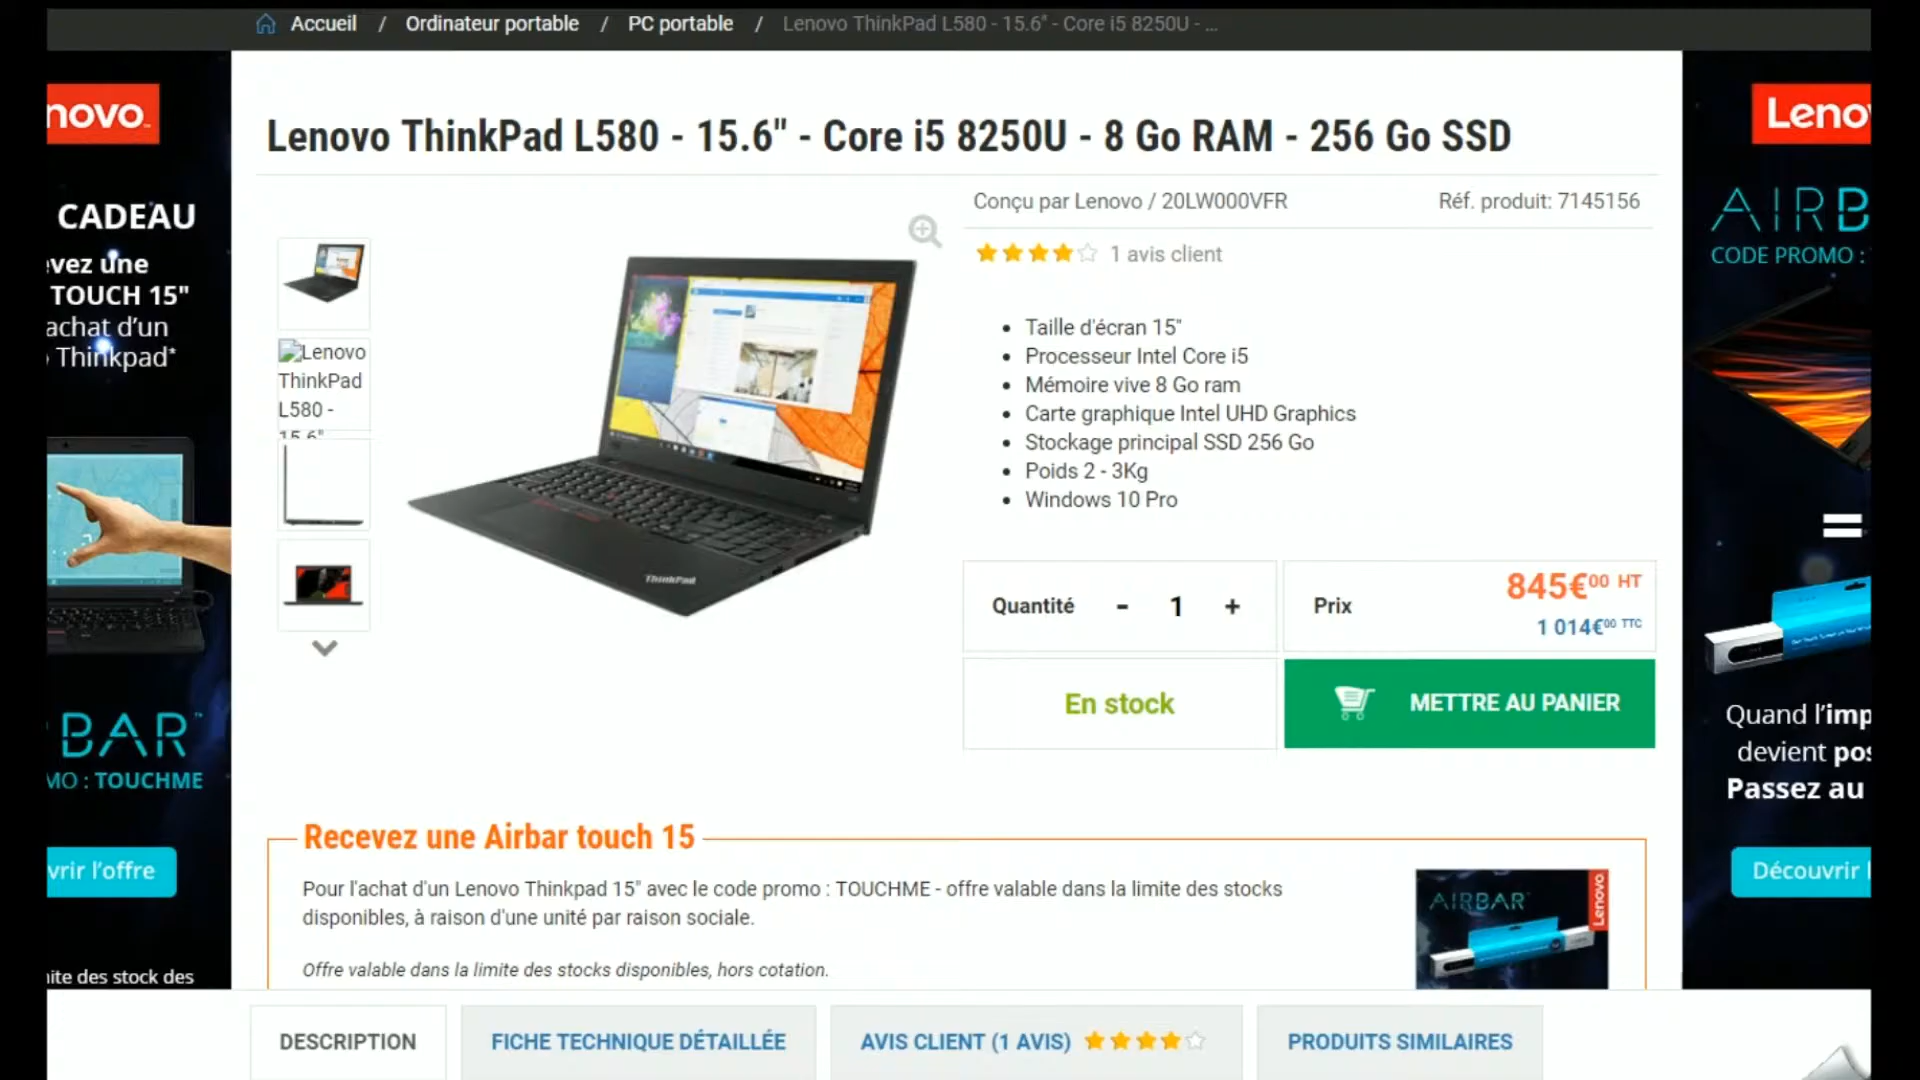 Accueil / Ordinateur portable / PC portable / Lenovo ThinkPad L580 - 15.6" - Core i5 8250U - ...
novo
CADEAU
evez une
TOUCH 15"
achat d'un
Thinkpad*
BAR™
MO : TOUCHME
vrir l'offre
ite des stock des
Lenovo ThinkPad L580 - 15.6" - Core i5 8250U - 8 Go RAM - 256 Go SSD
Conçu par Lenovo / 20LW000VFR
Réf. produit: 7145156
1 avis client
Lenovo
ThinkPad
L580 -
15.6"
ThinkPad
Taille d'écran 15"
Processeur Intel Core i5
Mémoire vive 8 Go ram
Carte graphique Intel UHD Graphics
Stockage principal SSD 256 Go
Poids 2 - 3Kg
Windows 10 Pro
Quantité - 1 +
Prix
845€00 HT
1 014€00 TTC
En stock
METTRE AU PANIER
Recevez une Airbar touch 15
Pour l'achat d'un Lenovo Thinkpad 15" avec le code promo : TOUCHME - offre valable dans la limite des stocks
disponibles, à raison d'une unité par raison sociale.
Offre valable dans la limite des stocks disponibles, hors cotation.
AIRBAR™
Lenovo
DESCRIPTION
FICHE TECHNIQUE DÉTAILLÉE
AVIS CLIENT (1 AVIS)
PRODUITS SIMILAIRES
Leno
AIRB
CODE PROMO :
=
Quand l'imp
devient pos
Passez au
Découvrir l